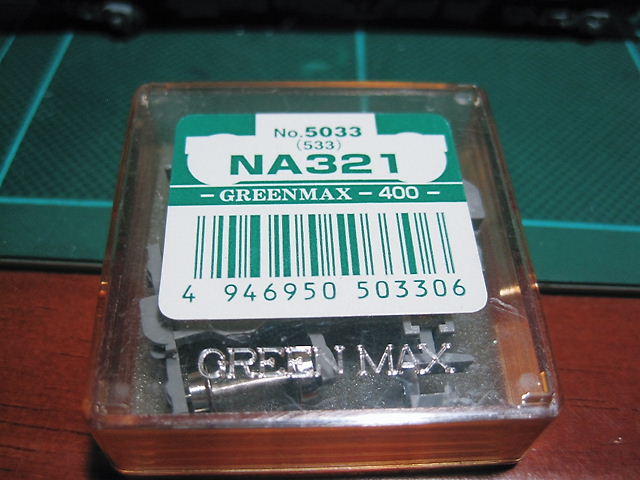 No.5033
(533)
NA321
- GREENMAX - 400 -
4 946950 503306
GREEN MAX